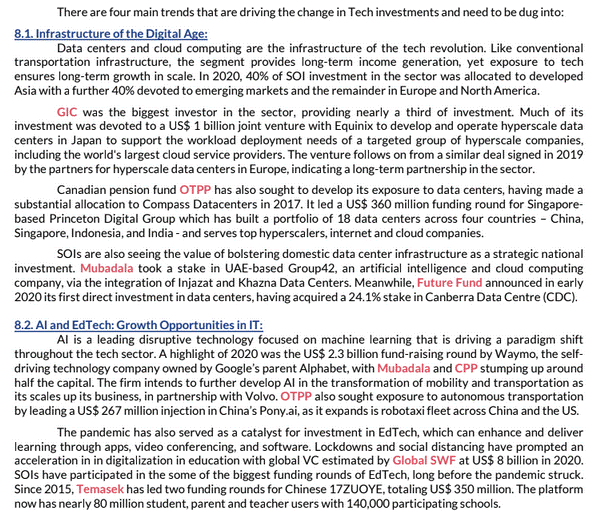 There are four main trends that are driving the change in Tech investments and need to be dug into:
8.1. Infrastructure of the Digital Age:
Data centers and cloud computing are the infrastructure of the tech revolution. Like conventional
transportation infrastructure, the segment provides long-term income generation, yet exposure to tech
ensures long-term growth in scale. In 2020, 40% of SOI investment in the sector was allocated to developed
Asia with a further 40% devoted to emerging markets and the remainder in Europe and North America.
GIC was the biggest investor in the sector, providing nearly a third of investment. Much of its
investment was devoted to a US$ 1 billion joint venture with Equinix to develop and operate hyperscale data
centers in Japan to support the workload deployment needs of a targeted group of hyperscale companies,
including the world's largest cloud service providers. The venture follows on from a similar deal signed in 2019
by the partners for hyperscale data centers in Europe, indicating a long-term partnership in the sector.
Canadian pension fund OTPP has also sought to develop its exposure to data centers, having made a
substantial allocation to Compass Datacenters in 2017. It led a US$ 360 million funding round for Singapore-
based Princeton Digital Group which has built a portfolio of 18 data centers across four countries – China,
Singapore, Indonesia, and India - and serves top hyperscalers, internet and cloud companies.
SOIs are also seeing the value of bolstering domestic data center infrastructure as a strategic national
investment. Mubadala took a stake in UAE-based Group42, an artificial intelligence and cloud computing
company, via the integration of Injazat and Khazna Data Centers. Meanwhile, Future Fund announced in early
2020 its first direct investment in data centers, having acquired a 24.1% stake in Canberra Data Centre (CDC).
8.2. AI and EdTech: Growth Opportunities in IT:
AI is a leading disruptive technology focused on machine learning that is driving a paradigm shift
throughout the tech sector. A highlight of 2020 was the US$ 2.3 billion fund-raising round by Waymo, the self-
driving technology company owned by Google's parent Alphabet, with Mubadala and CPP stumping up around
half the capital. The firm intends to further develop AI in the transformation of mobility and transportation as
its scales up its business, in partnership with Volvo. OTPP also sought exposure to autonomous transportation
by leading a US$ 267 million injection in China's Pony.ai, as it expands is robotaxi fleet across China and the US.
The pandemic has also served as a catalyst for investment in EdTech, which can enhance and deliver
learning through apps, video conferencing, and software. Lockdowns and social distancing have prompted an
acceleration in in digitalization in education with global VC estimated by Global SWF at US$ 8 billion in 2020.
SOIs have participated in the some of the biggest funding rounds of EdTech, long before the pandemic struck.
Since 2015, Temasek has led two funding rounds for Chinese 17ZUOYE, totaling US$ 350 million. The platform
now has nearly 80 million student, parent and teacher users with 140,000 participating schools.